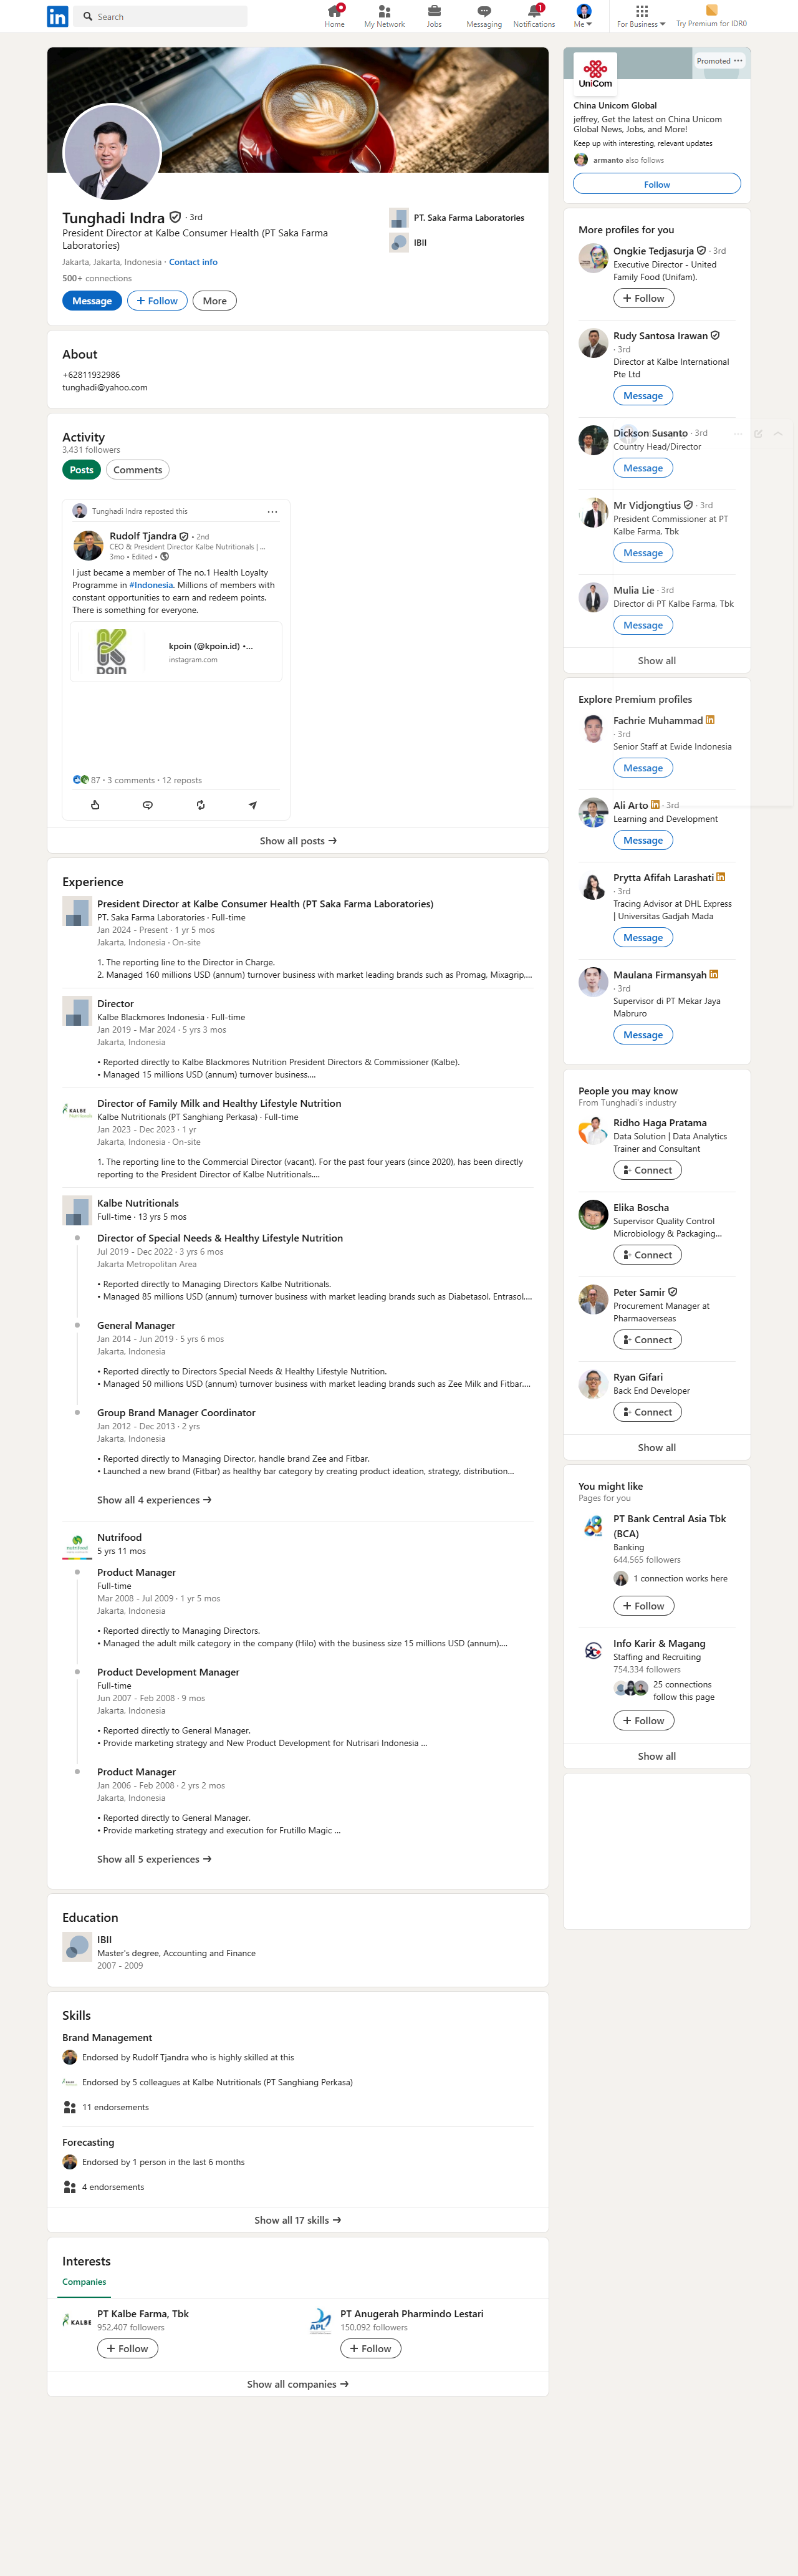 in
Search
Home
My Network
Jobs
Messaging
1
Notifications
Me
For Business
Try Premium for IDR0
Tunghadi Indra · 3rd
President Director at Kalbe Consumer Health (PT Saka Farma
Laboratories)
Jakarta, Jakarta, Indonesia · Contact info
500+ connections
Message
+ Follow
More
PT. Saka Farma Laboratories
IBII
About
+62811932986
tunghadi@yahoo.com
Activity
3,431 followers
Posts
Comments
Tunghadi Indra reposted this
Rudolf Tjandra • 2nd
CEO & President Director Kalbe Nutritionals | ...
3mo • Edited •
I just became a member of The no.1 Health Loyalty
Programme in #Indonesia. Millions of members with
constant opportunities to earn and redeem points.
There is something for everyone.
kpoin (@kpoin.id) •...
instagram.com
87 · 3 comments · 12 reposts
Show all posts →
Experience
President Director at Kalbe Consumer Health (PT Saka Farma Laboratories)
PT. Saka Farma Laboratories · Full-time
Jan 2024 - Present · 1 yr 5 mos
Jakarta, Indonesia · On-site
1. The reporting line to the Director in Charge.
2. Managed 160 millions USD (annum) turnover business with market leading brands such as Promag, Mixagrip,...
Director
Kalbe Blackmores Indonesia · Full-time
Jan 2019 - Mar 2024 · 5 yrs 3 mos
Jakarta, Indonesia
• Reported directly to Kalbe Blackmores Nutrition President Directors & Commissioner (Kalbe).
• Managed 15 millions USD (annum) turnover business....
KALBE
Nutritionals
Director of Family Milk and Healthy Lifestyle Nutrition
Kalbe Nutritionals (PT Sanghiang Perkasa) · Full-time
Jan 2023 - Dec 2023 · 1 yr
Jakarta, Indonesia · On-site
1. The reporting line to the Commercial Director (vacant). For the past four years (since 2020), has been directly
reporting to the President Director of Kalbe Nutritionals....
Kalbe Nutritionals
Full-time · 13 yrs 5 mos
Director of Special Needs & Healthy Lifestyle Nutrition
Jul 2019 - Dec 2022 · 3 yrs 6 mos
Jakarta Metropolitan Area
• Reported directly to Managing Directors Kalbe Nutritionals.
• Managed 85 millions USD (annum) turnover business with market leading brands such as Diabetasol, Entrasol,...
General Manager
Jan 2014 - Jun 2019 · 5 yrs 6 mos
Jakarta, Indonesia
• Reported directly to Directors Special Needs & Healthy Lifestyle Nutrition.
• Managed 50 millions USD (annum) turnover business with market leading brands such as Zee Milk and Fitbar....
Group Brand Manager Coordinator
Jan 2012 - Dec 2013 · 2 yrs
Jakarta, Indonesia
• Reported directly to Managing Director, handle brand Zee and Fitbar.
• Launched a new brand (Fitbar) as healthy bar category by creating product ideation, strategy, distribution...
Show all 4 experiences →
nutrifood
Nutrifood
5 yrs 11 mos
Product Manager
Full-time
Mar 2008 - Jul 2009 · 1 yr 5 mos
Jakarta, Indonesia
• Reported directly to Managing Directors.
• Managed the adult milk category in the company (Hilo) with the business size 15 millions USD (annum)....
Product Development Manager
Full-time
Jun 2007 - Feb 2008 · 9 mos
Jakarta, Indonesia
• Reported directly to General Manager.
• Provide marketing strategy and New Product Development for Nutrisari Indonesia ...
Product Manager
Jan 2006 - Feb 2008 · 2 yrs 2 mos
Jakarta, Indonesia
• Reported directly to General Manager.
• Provide marketing strategy and execution for Frutillo Magic ...
Show all 5 experiences →
Education
IBII
Master's degree, Accounting and Finance
2007 - 2009
Skills
Brand Management
Endorsed by Rudolf Tjandra who is highly skilled at this
Endorsed by 5 colleagues at Kalbe Nutritionals (PT Sanghiang Perkasa)
11 endorsements
Forecasting
Endorsed by 1 person in the last 6 months
4 endorsements
Show all 17 skills →
Interests
Companies
KALBE
PT Kalbe Farma, Tbk
952,407 followers
+ Follow
APL
PT Anugerah Pharmindo Lestari
150,092 followers
+ Follow
Show all companies →
Promoted
UniCom
China Unicom Global
jeffrey, Get the latest on China Unicom
Global News, Jobs, and More!
Keep up with interesting, relevant updates
armanto also follows
Follow
More profiles for you
Ongkie Tedjasurja · 3rd
Executive Director - United
Family Food (Unifam).
+ Follow
Rudy Santosa Irawan
· 3rd
Director at Kalbe International
Pte Ltd
Message
Dickson Susanto · 3rd
Country Head/Director
Message
Mr Vidjongtius · 3rd
President Commissioner at PT
Kalbe Farma, Tbk
Message
Mulia Lie · 3rd
Director di PT Kalbe Farma, Tbk
Message
Show all
Explore Premium profiles
Fachrie Muhammad
· 3rd
Senior Staff at Ewide Indonesia
Message
Ali Arto · 3rd
Learning and Development
Message
Prytta Afifah Larashati
· 3rd
Tracing Advisor at DHL Express
| Universitas Gadjah Mada
Message
Maulana Firmansyah
· 3rd
Supervisor di PT Mekar Jaya
Mabruro
Message
People you may know
From Tunghadi's industry
Ridho Haga Pratama
Data Solution | Data Analytics
Trainer and Consultant
Connect
Elika Boscha
Supervisor Quality Control
Microbiology & Packaging...
Connect
Peter Samir
Procurement Manager at
Pharmaoverseas
Connect
Ryan Gifari
Back End Developer
Connect
Show all
You might like
Pages for you
PT Bank Central Asia Tbk
(BCA)
Banking
644,565 followers
1 connection works here
+ Follow
Info Karir & Magang
Staffing and Recruiting
754,334 followers
25 connections
follow this page
+ Follow
Show all